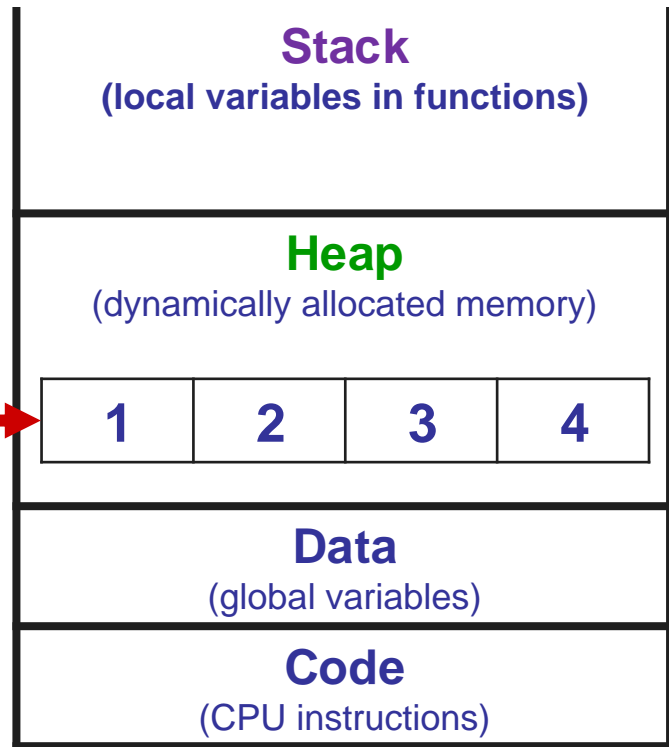 Stack
(local variables in functions)
Heap
(dynamically allocated memory)
1 2 3 4
Data
(global variables)
Code
(CPU instructions)